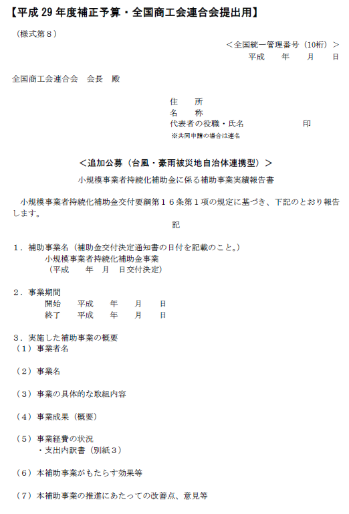 【平成29年度補正予算・全国商工会連合会提出用】
（様式第８）
＜全国統一管理番号（10桁）＞
平成　　年　　月　　日
全国商工会連合会　会長　殿
住　　所
名　　称
代表者の役職・氏名　　　　　　印
※共同申請の場合は連名
＜追加公募（台風・豪雨被災地自治体連携型）＞
小規模事業者持続化補助金に係る補助事業実績報告書
小規模事業者持続化補助金交付要綱第１６条第１項の規定に基づき、下記のとおり報告
します。
記
１．補助事業名（補助金交付決定通知書の日付を記載のこと。）
小規模事業者持続化補助金事業
（平成　　年　月　日交付決定）
２．事業期間
開始　　平成　　年　　月　　日
終了　　平成　　年　　月　　日
３．実施した補助事業の概要
（１）事業者名
（２）事業名
（３）事業の具体的な取組内容
（４）事業成果（概要）
（５）事業経費の状況
・支出内訳書（別紙３）
（６）本補助事業がもたらす効果等
（７）本補助事業の推進にあたっての改善点、意見等